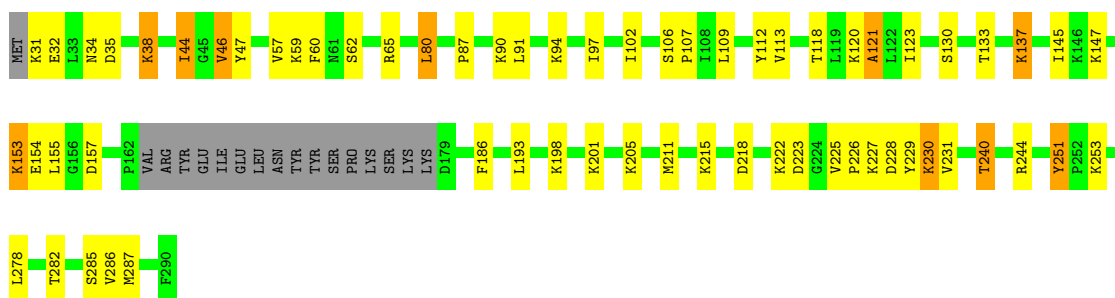 MET K31 E32 L33 N34 D35 K38 I44 G45 V46 Y47 V57 K59 F60 N61 S62 R65 L80 P87 K90 L91 K94 I97 I102 S106 P107 I108 L109 Y112 V113 T118 L119 K120 A121 L122 I123 S130 T133 K137 I145 K146 K147
K153 E154 L155 G156 D157 P162 VAL ARG TYR GLU ILE GLU LEU ASN TYR TYR SER PRO LYS SER LYS LYS D179 F186 L193 K198 K201 K205 M211 K215 D218 K222 D223 G224 V225 P226 K227 D228 Y229 K230 V231 T240 R244 Y251 P252 K253
L278 T282 S285 V286 M287 F290